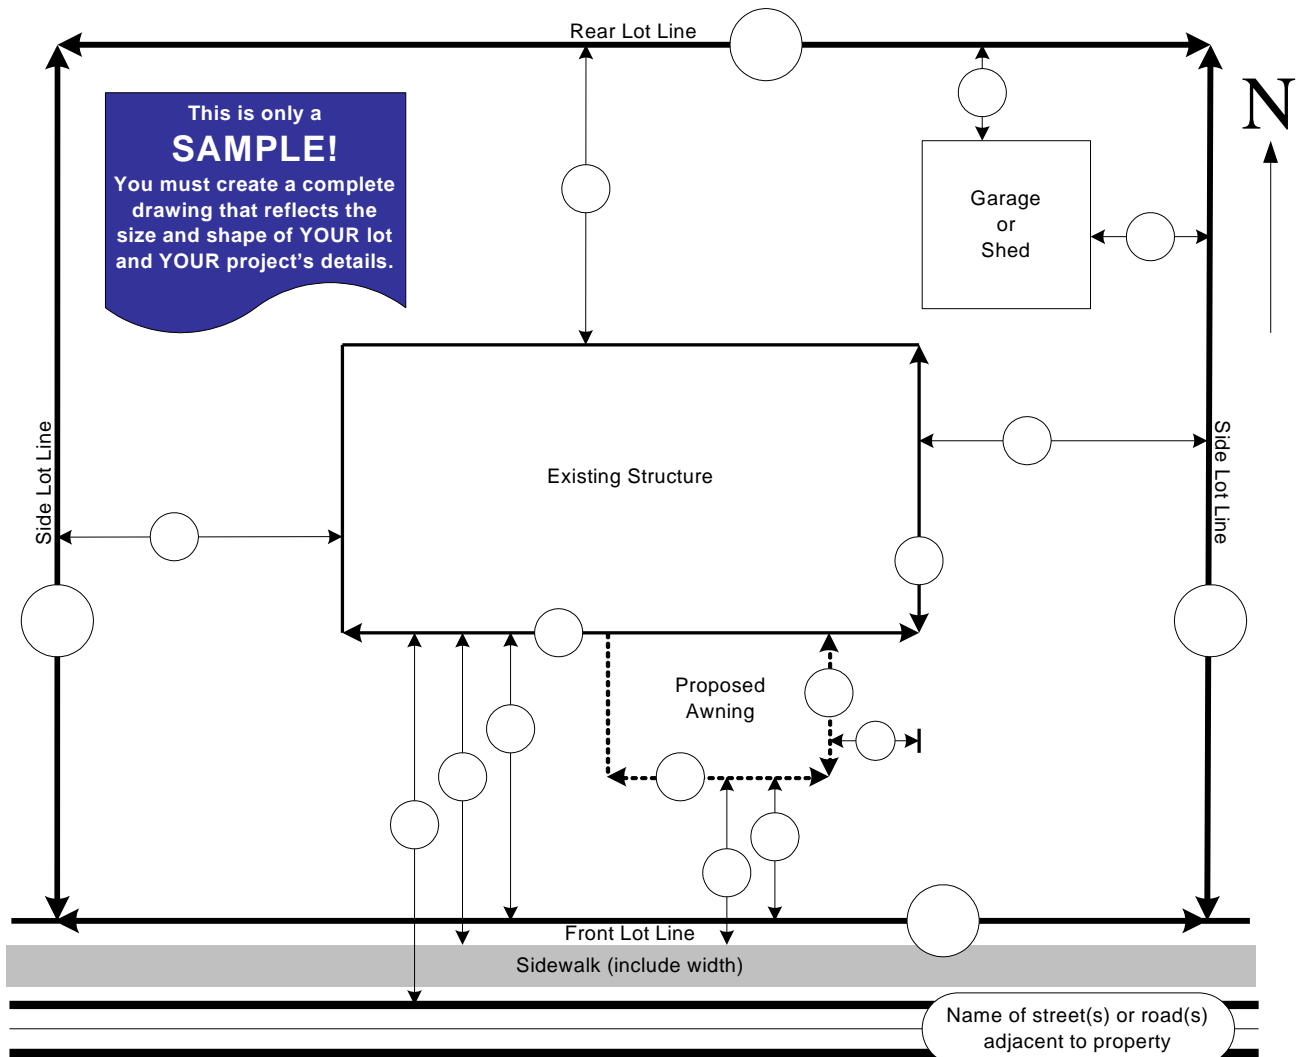 Rear Lot Line
This is only a
SAMPLE!
You must create a complete
drawing that reflects the
size and shape of YOUR lot
and YOUR project's details.
N
Garage
or
Shed
Side Lot Line
Existing Structure
Side Lot Line
Proposed
Awning
Front Lot Line
Sidewalk (include width)
Name of street(s) or road(s)
adjacent to property